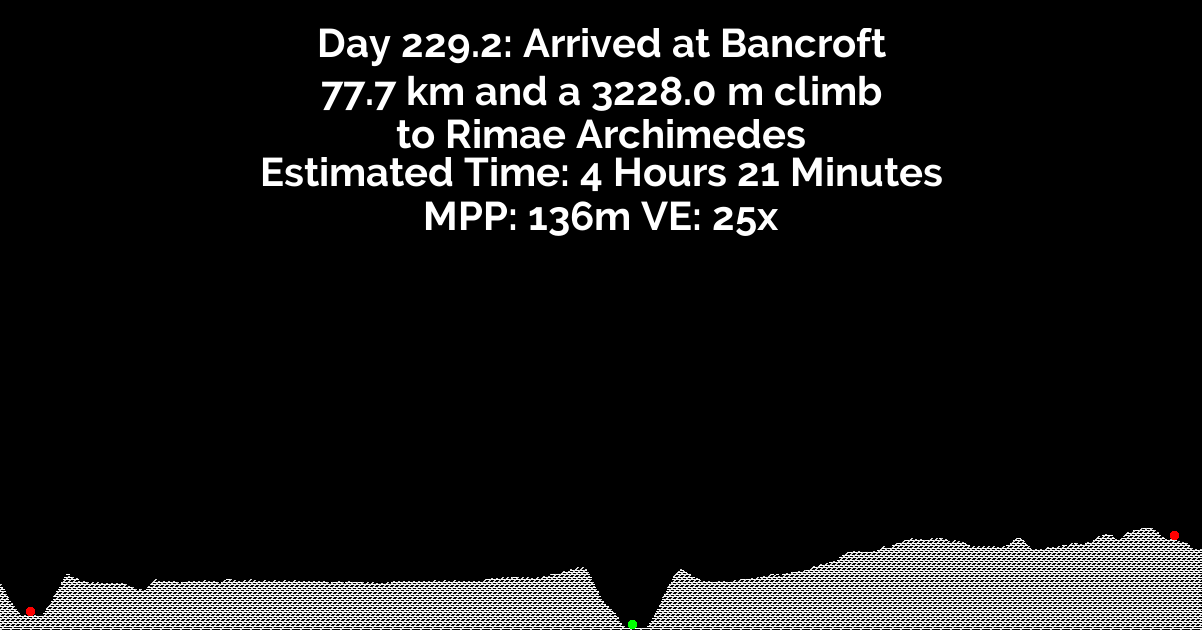 Day 229.2: Arrived at Bancroft
77.7 km and a 3228.0 m climb
to Rimae Archimedes
Estimated Time: 4 Hours 21 Minutes
MPP: 136m VE: 25x